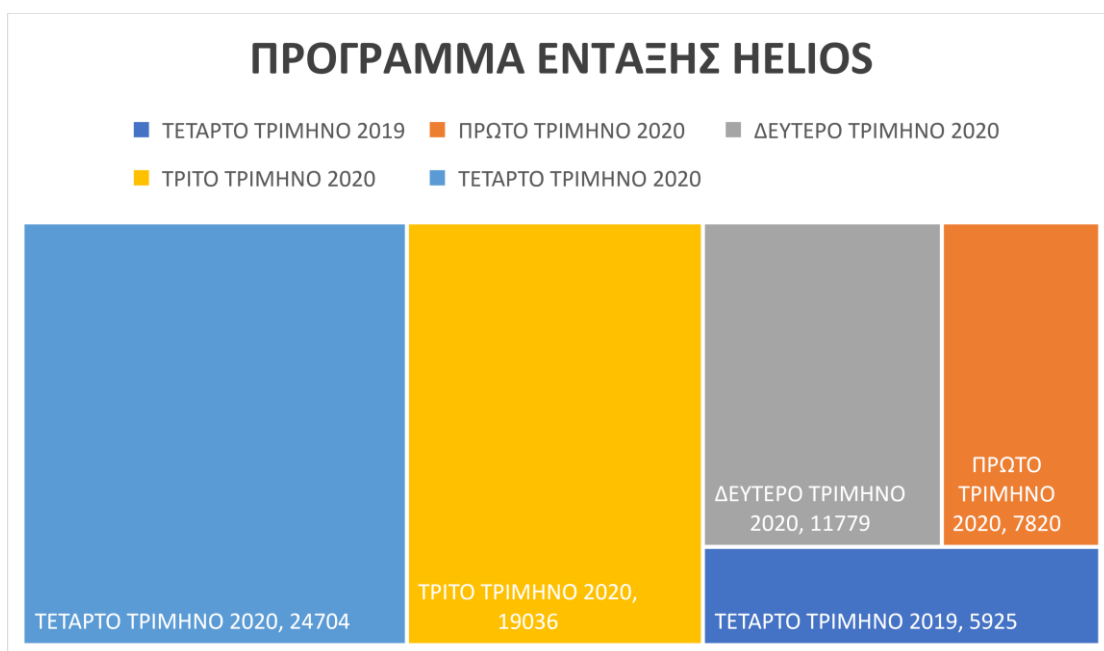 ΠΡΟΓΡΑΜΜΑ ΕΝΤΑΞΗΣ HELIOS
ΤΕΤΑΡΤΟ ΤΡΙΜΗΝΟ 2019 ΠΡΩΤΟ ΤΡΙΜΗΝΟ 2020 ΔΕΥΤΕΡΟ ΤΡΙΜΗΝΟ 2020
ΤΡΙΤΟ ΤΡΙΜΗΝΟ 2020 ΤΕΤΑΡΤΟ ΤΡΙΜΗΝΟ 2020
ΤΕΤΑΡΤΟ ΤΡΙΜΗΝΟ 2020, 24704
ΤΡΙΤΟ ΤΡΙΜΗΝΟ 2020,
19036
ΔΕΥΤΕΡΟ ΤΡΙΜΗΝΟ
2020, 11779
ΠΡΩΤΟ
ΤΡΙΜΗΝΟ
2020, 7820
ΤΕΤΑΡΤΟ ΤΡΙΜΗΝΟ 2019, 5925